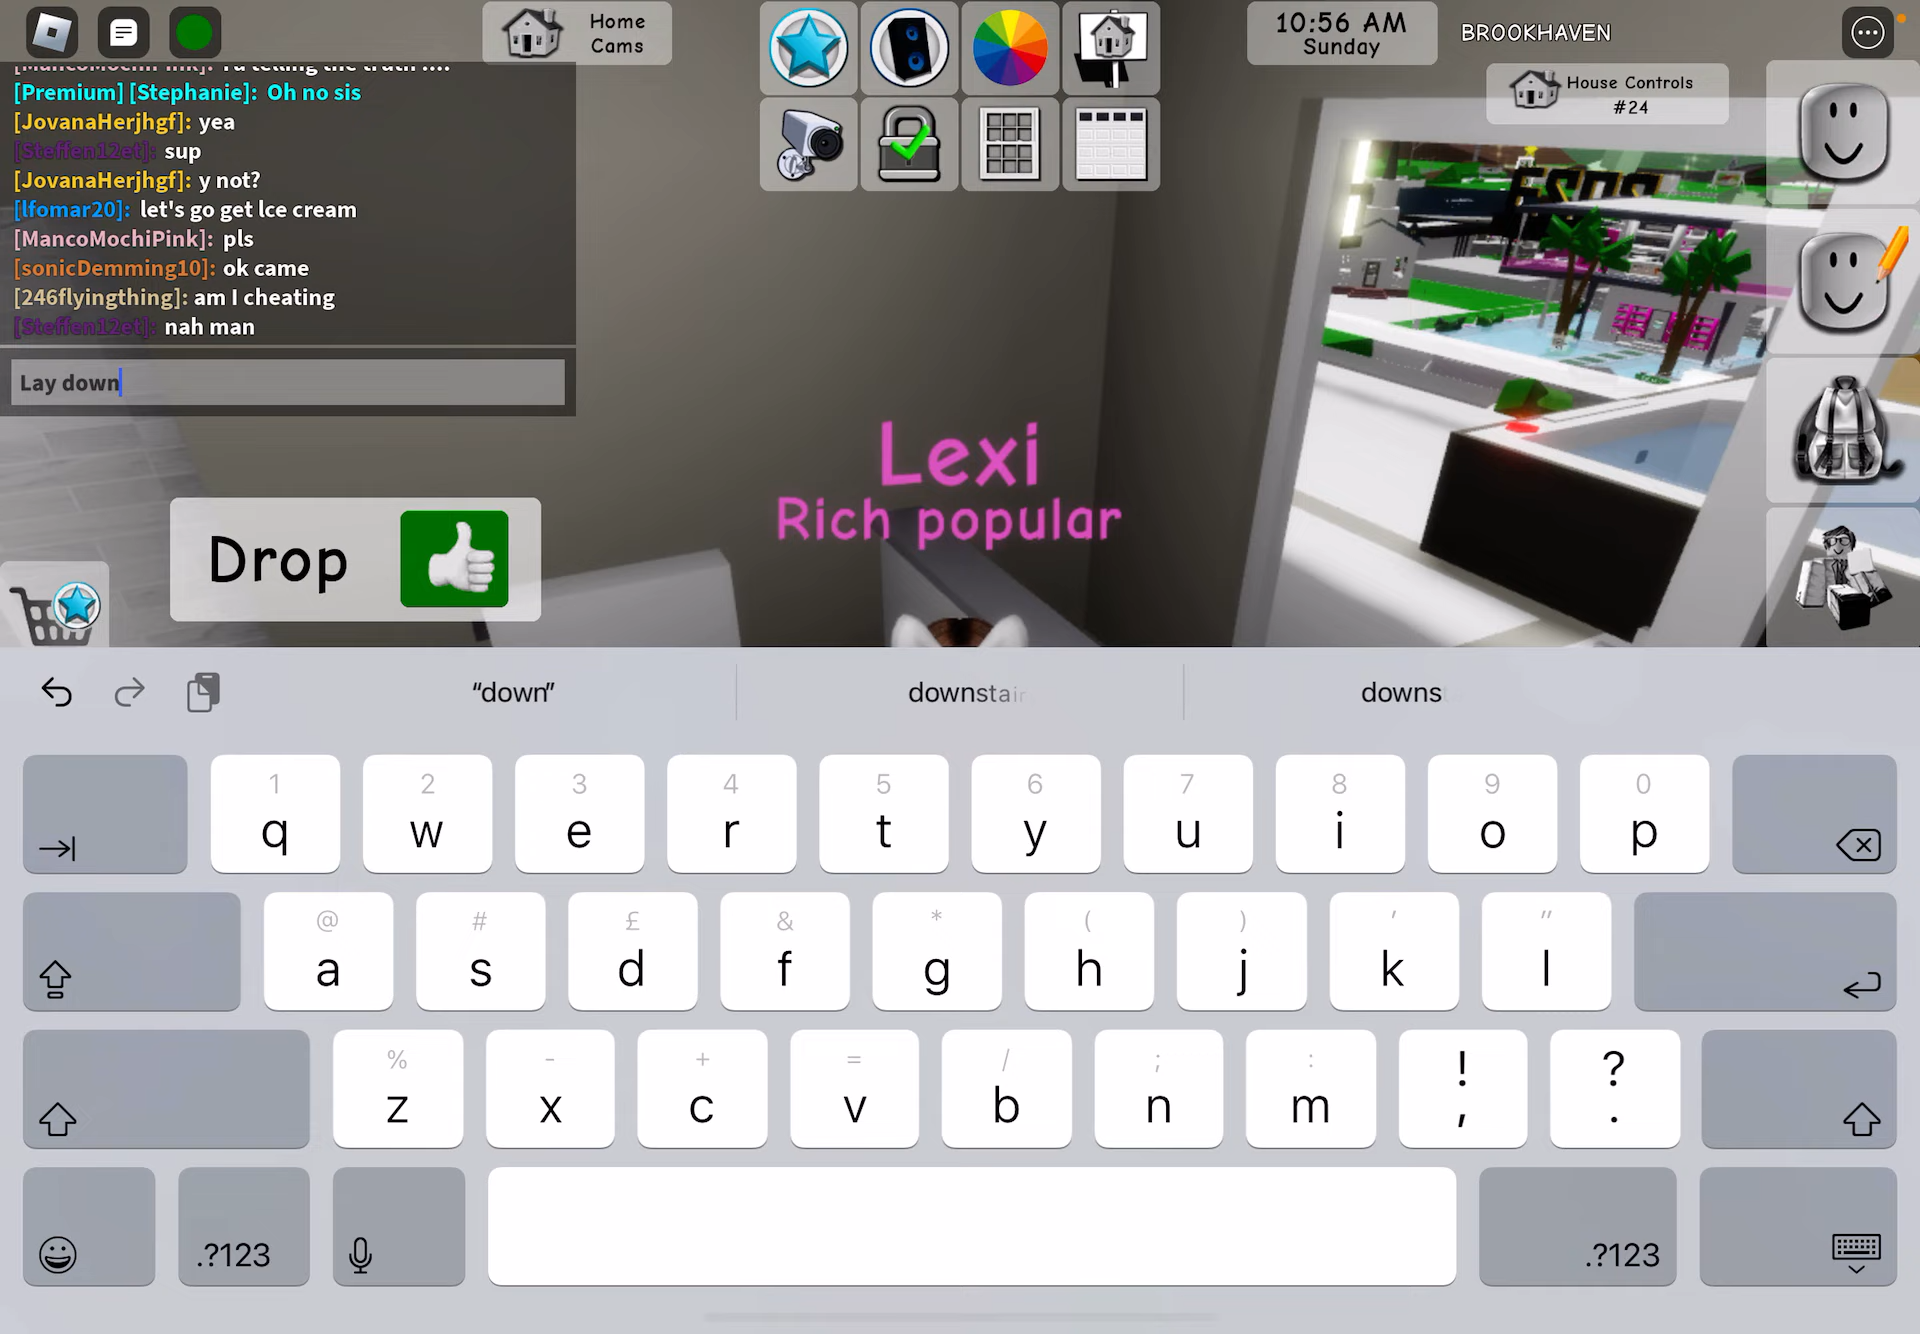 Home
Cams
10:56 AM
Sunday
BROOKHAVEN
House Controls
#24
[Premium] [Stephanie]: Oh no sis
[JovanaHerjhgf]: yea
[Steffen12et]: sup
[JovanaHerjhgf]: y not?
[lfomar20]: let's go get lce cream
[MancoMochiPink]: pls
[sonicDemming10]: ok came
[246flyingthing]: am I cheating
[Steffen12et]: nah man
Lay down
Lexi
Rich popular
Drop
“down” downstair downs
1 2 3 4 5 6 7 8 9 0
q w e r t y u i o p
@ # £ & * ( ) ' "
a s d f g h j k l
% - + = / ; : ! ?
z x c v b n m , .
.?123 .?123